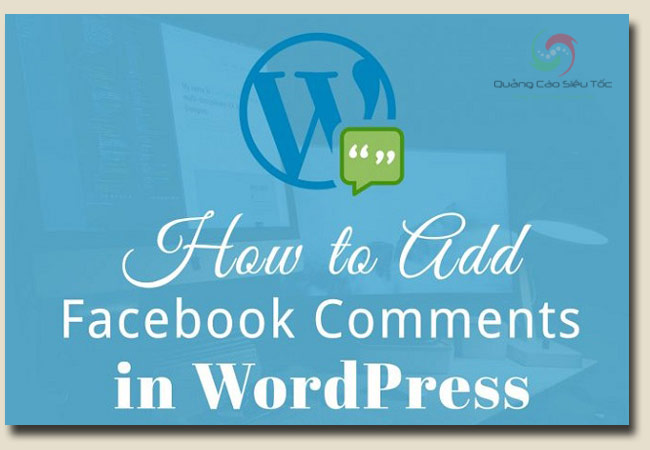 Quảng Cáo Siêu Tốc
How to Add
Facebook Comments
in WordPress